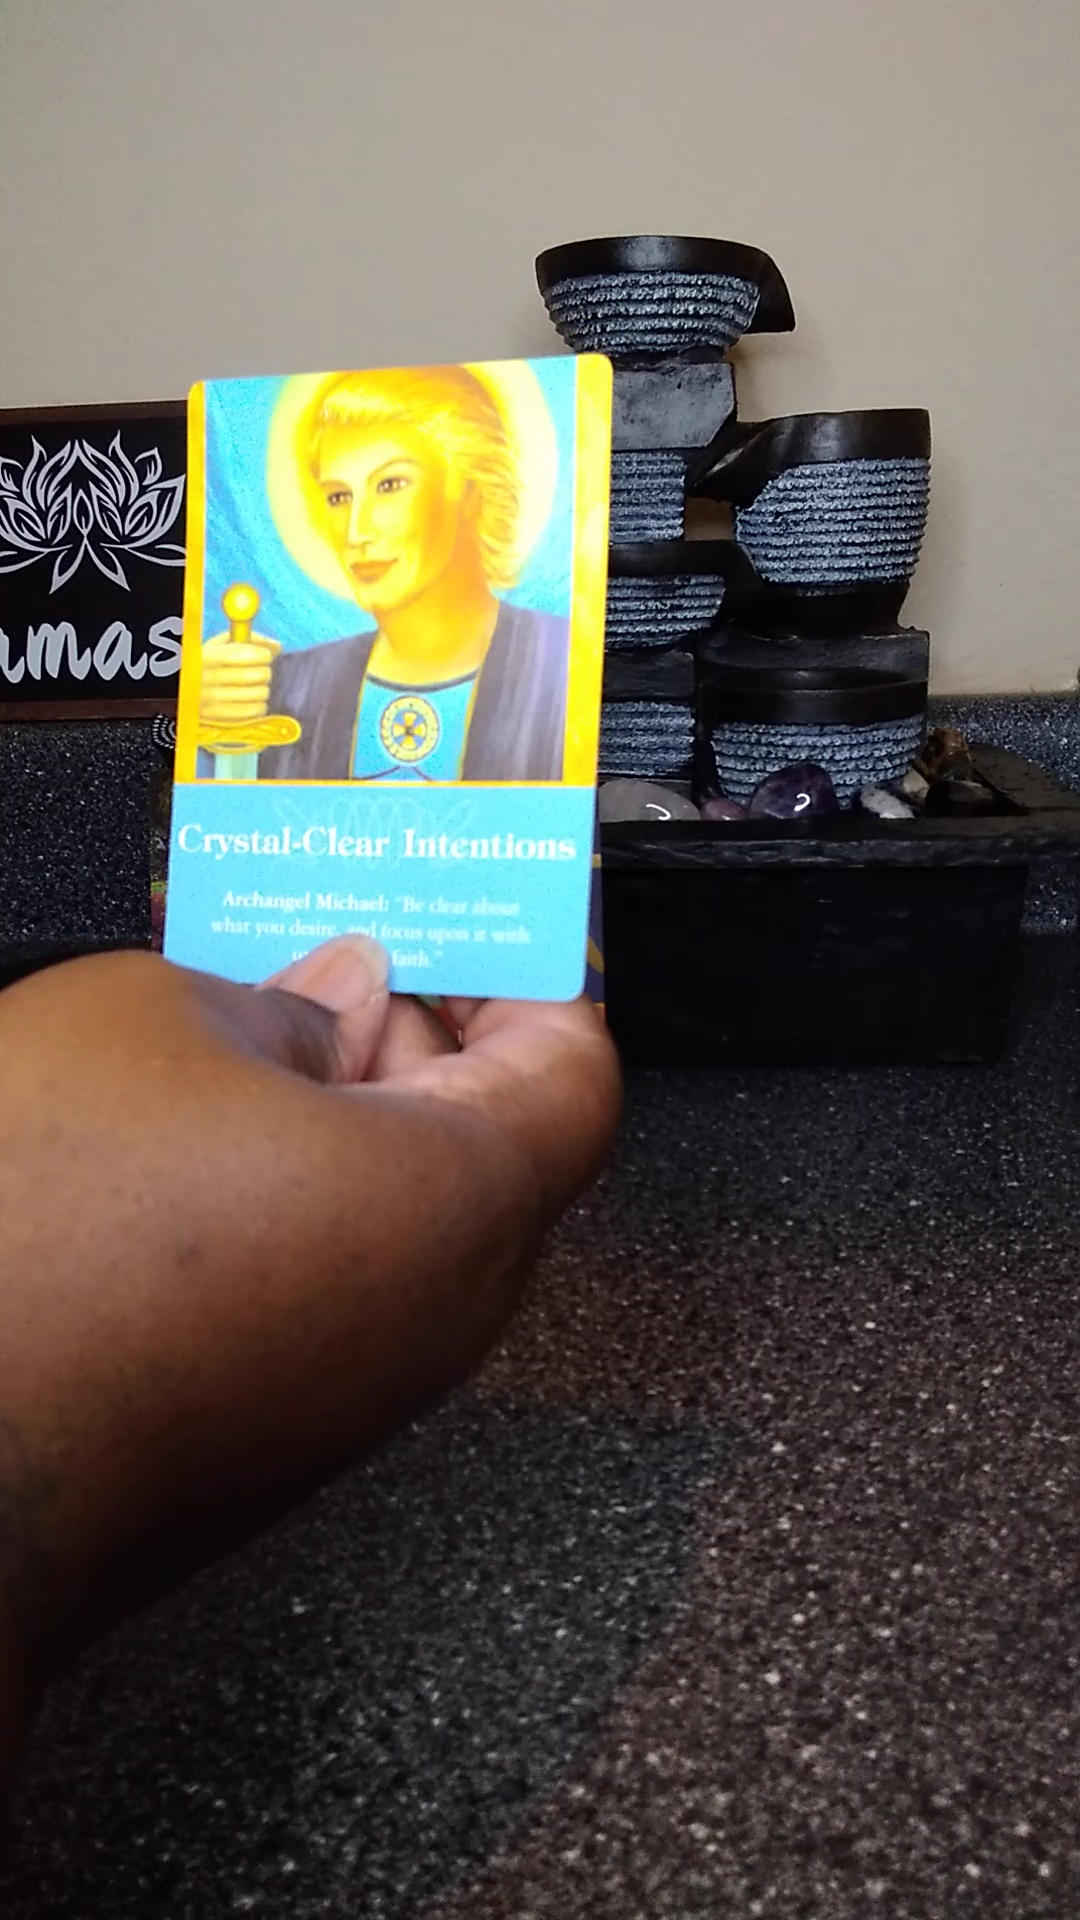 amas
Crystal-Clear Intentions
Archangel Michael: "Be clear about
what you desire, and focus upon it with
faith."